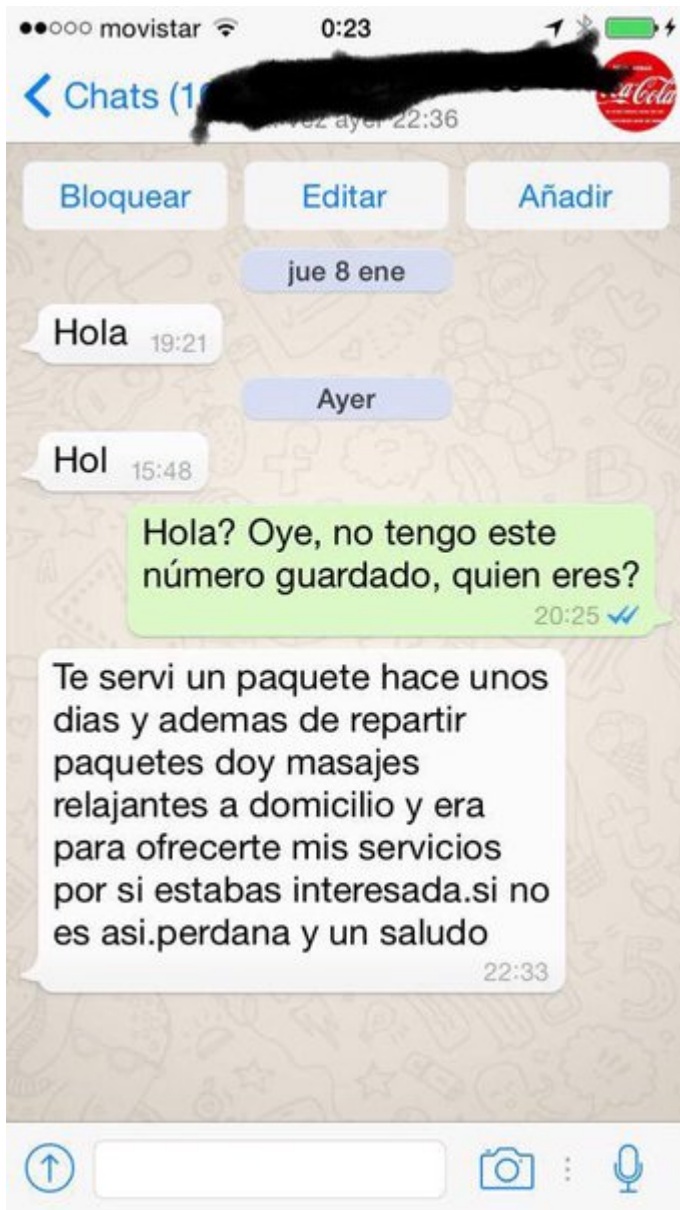 movistar 0:23
Chats (1
vez ayer 22:36
Coca-Cola
Bloquear Editar Añadir
jue 8 ene
Hola 19:21
Ayer
Hol 15:48
Hola? Oye, no tengo este
número guardado, quien eres?
20:25
Te servi un paquete hace unos
dias y ademas de repartir
paquetes doy masajes
relajantes a domicilio y era
para ofrecerte mis servicios
por si estabas interesada.si no
es asi.perdana y un saludo
22:33